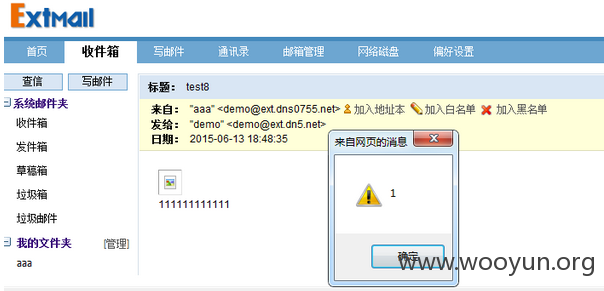 ExtMail
首页 收件箱 写邮件 通讯录 邮箱管理 网络磁盘 偏好设置
查信 写邮件
系统邮件夹
收件箱
发件箱
草稿箱
垃圾箱
垃圾邮件
我的文件夹 [管理]
aaa
标题： test8
来自： "aaa" <demo@ext.dns0755.net> 加入地址本 加入白名单 加入黑名单
发给： "demo" <demo@ext.dn5.net>
日期： 2015-06-13 18:48:35
111111111111
来自网页的消息
1
确定
www.wooyun.org